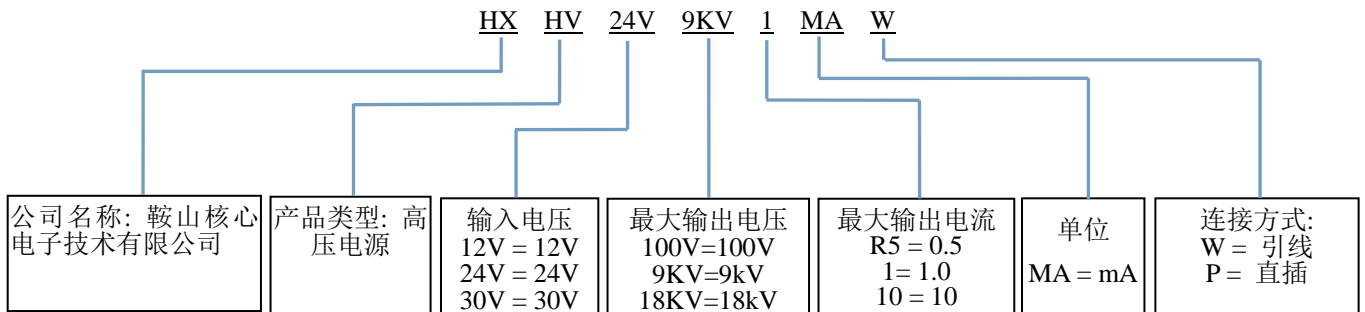 HX HV 24V 9KV 1 MA W
公司名称: 鞍山核心
电子技术有限公司
产品类型: 高
压电源
输入电压
12V = 12V
24V = 24V
30V = 30V
最大输出电压
100V=100V
9KV=9kV
18KV=18kV
最大输出电流
R5 = 0.5
1= 1.0
10 = 10
单位
MA = mA
连接方式:
W = 引线
P = 直插